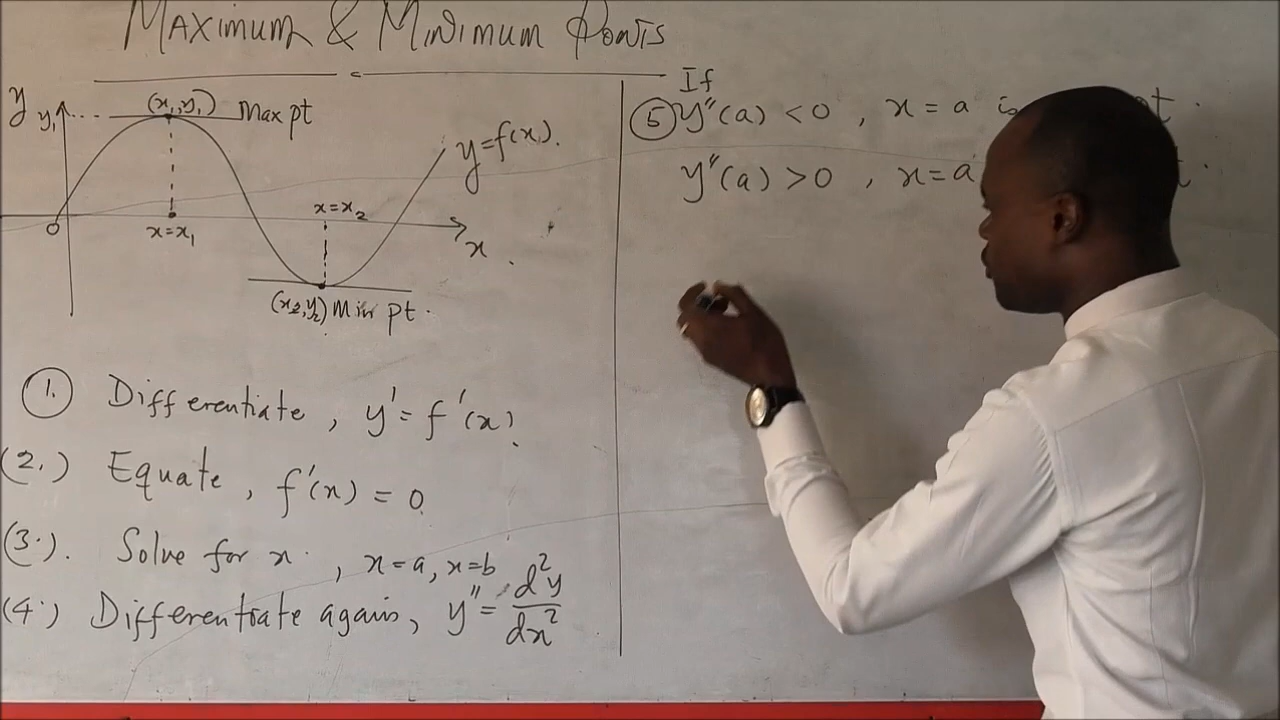 MAXimum & MINIMUM POINTS
y y₁ (x₁,y₁) Max pt
y=f(x).
O x=x₁ x=x₂ x
(x₂,y₂) Min pt.
1. Differentiate, y'=f'(x).
(2.) Equate, f'(x) = 0.
(3.). Solve for x, x=a, x=b
(4.) Differentiate again, y" = d²y/dx²
If
5 y"(a) < 0, x = a is
y"(a) > 0, x=a